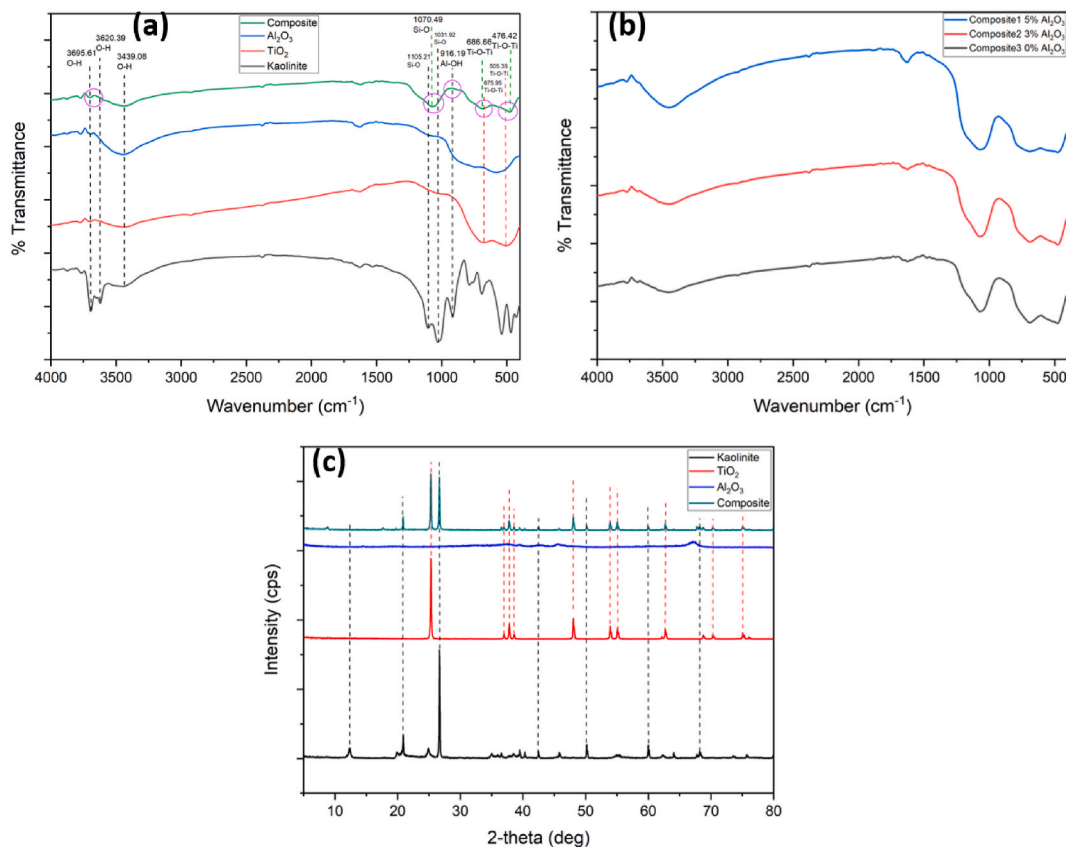 (a)
1070.49
Si-O
1031.92
Si-O
476.42
Ti-O-Ti
3620.39
O-H
3695.61
O-H
3439.08
O-H
1105.21
Si-O
916.19
Al-OH
686.66
Ti-O-Ti
505.35
Ti-O-Ti
675.95
Ti-O-Ti
Composite
Al₂O₃
TiO₂
Kaolinite
% Transmittance
4000 3500 3000 2500 2000 1500 1000 500
Wavenumber (cm⁻¹)
(b)
Composite1 5% Al₂O₃
Composite2 3% Al₂O₃
Composite3 0% Al₂O₃
% Transmittance
4000 3500 3000 2500 2000 1500 1000 500
Wavenumber (cm⁻¹)
(c)
Kaolinite
TiO₂
Al₂O₃
Composite
Intensity (cps)
10 20 30 40 50 60 70 80
2-theta (deg)